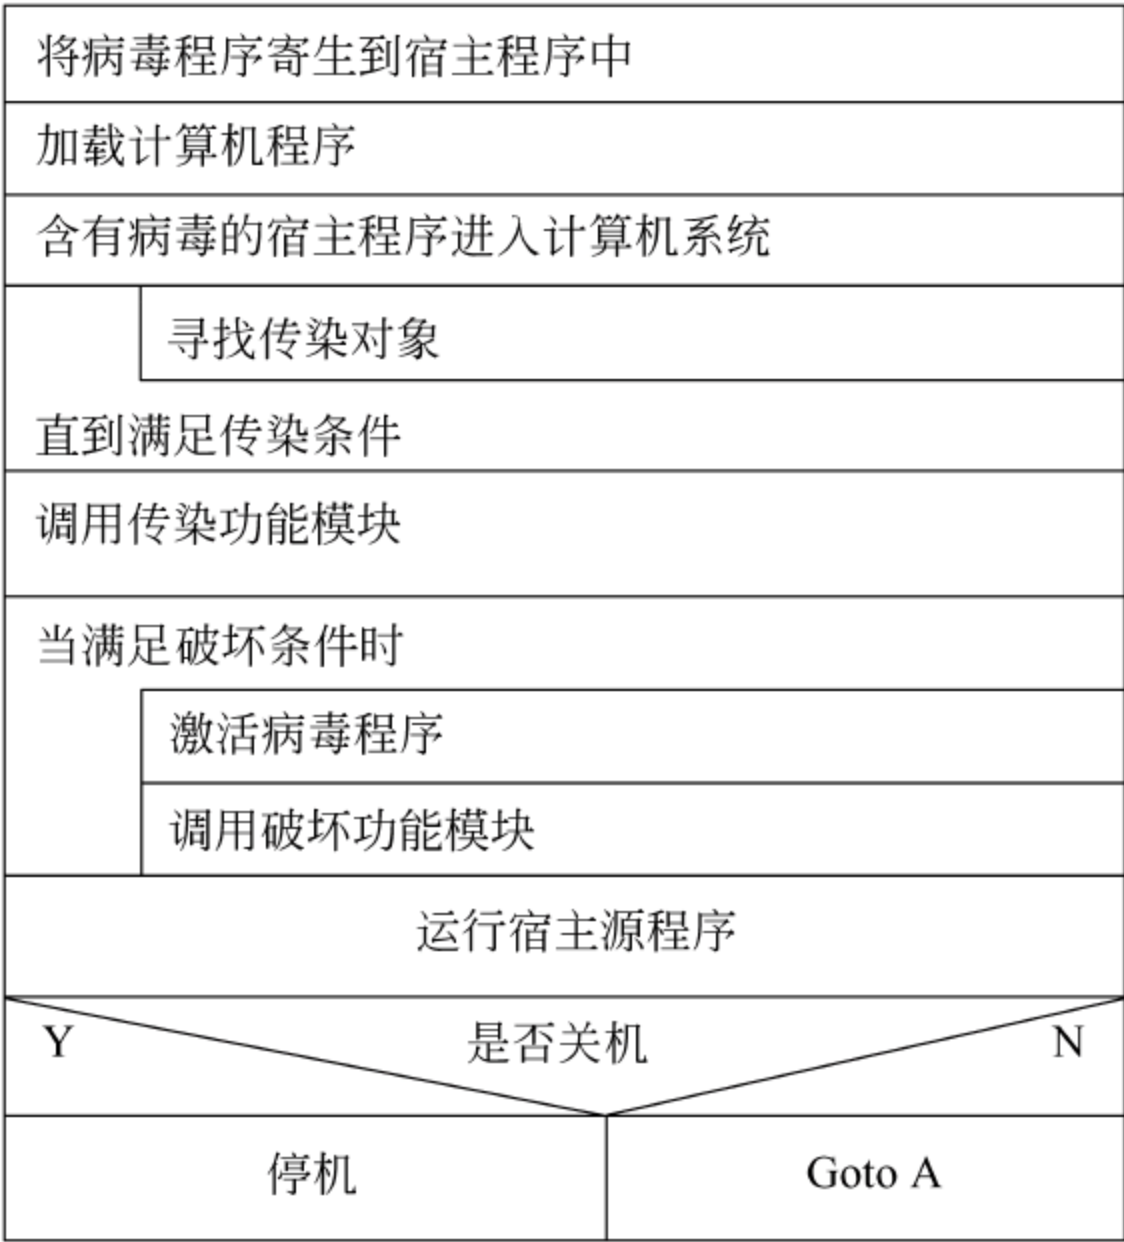 将病毒程序寄生到宿主程序中
加载计算机程序
含有病毒的宿主程序进入计算机系统
寻找传染对象
直到满足传染条件
调用传染功能模块
当满足破坏条件时
激活病毒程序
调用破坏功能模块
运行宿主源程序
Y 是否关机 N
停机 Goto A